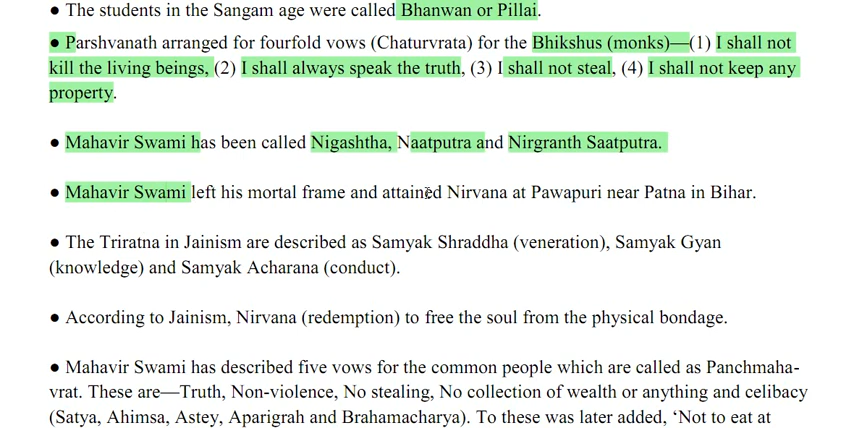 ● The students in the Sangam age were called Bhanwan or Pillai.
● Parshvanath arranged for fourfold vows (Chaturvrata) for the Bhikshus (monks)—(1) I shall not
kill the living beings, (2) I shall always speak the truth, (3) I shall not steal, (4) I shall not keep any
property.
● Mahavir Swami has been called Nigashtha, Naatputra and Nirgranth Saatputra.
● Mahavir Swami left his mortal frame and attained Nirvana at Pawapuri near Patna in Bihar.
● The Triratna in Jainism are described as Samyak Shraddha (veneration), Samyak Gyan
(knowledge) and Samyak Acharana (conduct).
● According to Jainism, Nirvana (redemption) to free the soul from the physical bondage.
● Mahavir Swami has described five vows for the common people which are called as Panchmaha-
vrat. These are—Truth, Non-violence, No stealing, No collection of wealth or anything and celibacy
(Satya, Ahimsa, Astey, Aparigrah and Brahamacharya). To these was later added, ‘Not to eat at